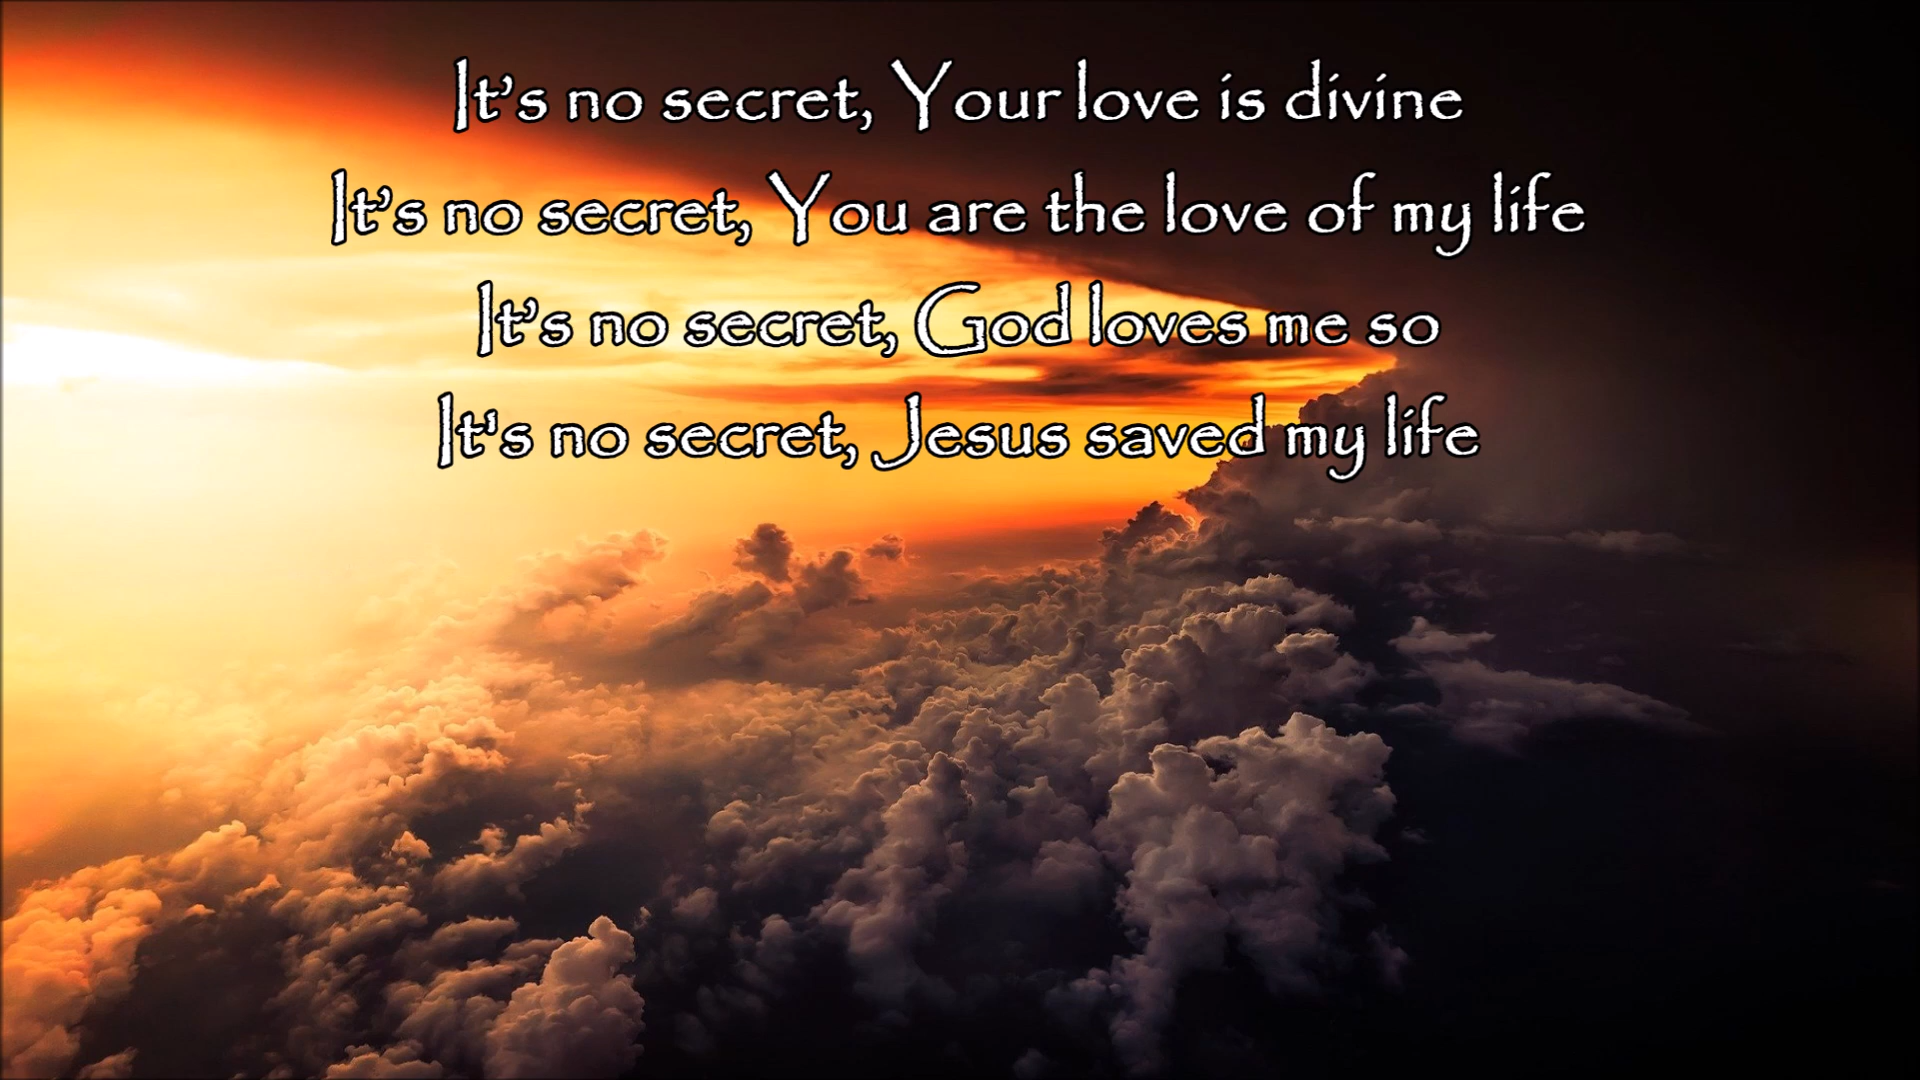 It’s no secret, Your love is divine
It’s no secret, You are the love of my life
It’s no secret, God loves me so
It's no secret, Jesus saved my life